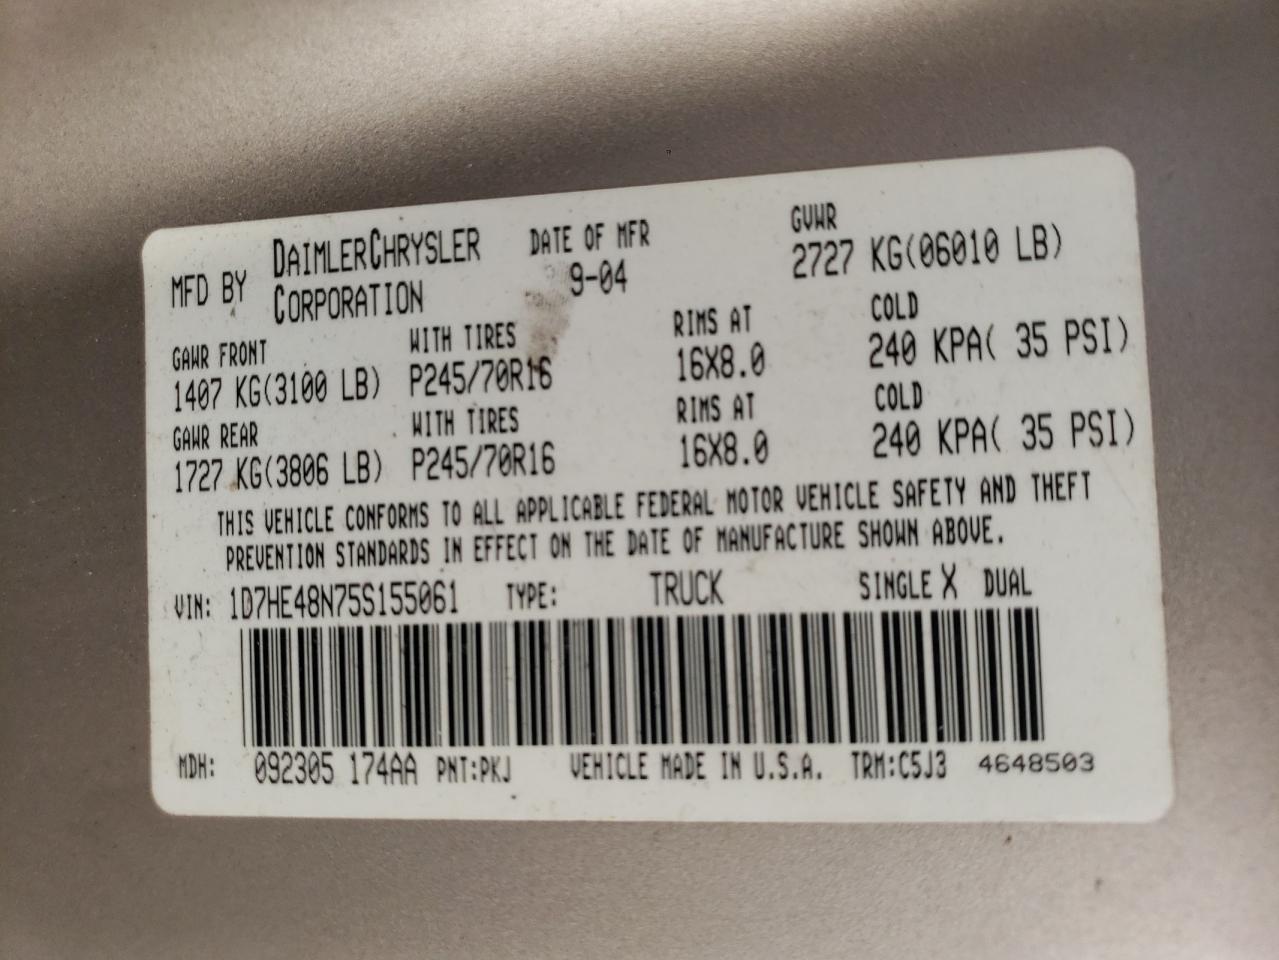 MFD BY DAIMLERCHRYSLER CORPORATION DATE OF MFR 9-04 GVWR 2727 KG(06010 LB)
GAWR FRONT WITH TIRES RIMS AT COLD
1407 KG(3100 LB) P245/70R16 16X8.0 240 KPA( 35 PSI)
GAWR REAR WITH TIRES RIMS AT COLD
1727 KG(3806 LB) P245/70R16 16X8.0 240 KPA( 35 PSI)
THIS VEHICLE CONFORMS TO ALL APPLICABLE FEDERAL MOTOR VEHICLE SAFETY AND THEFT
PREVENTION STANDARDS IN EFFECT ON THE DATE OF MANUFACTURE SHOWN ABOVE.
VIN: 1D7HE48N75S155061 TYPE: TRUCK SINGLE X DUAL
MDH: 092305 174AA PNT:PKJ VEHICLE MADE IN U.S.A. TRM:C5J3 4648503